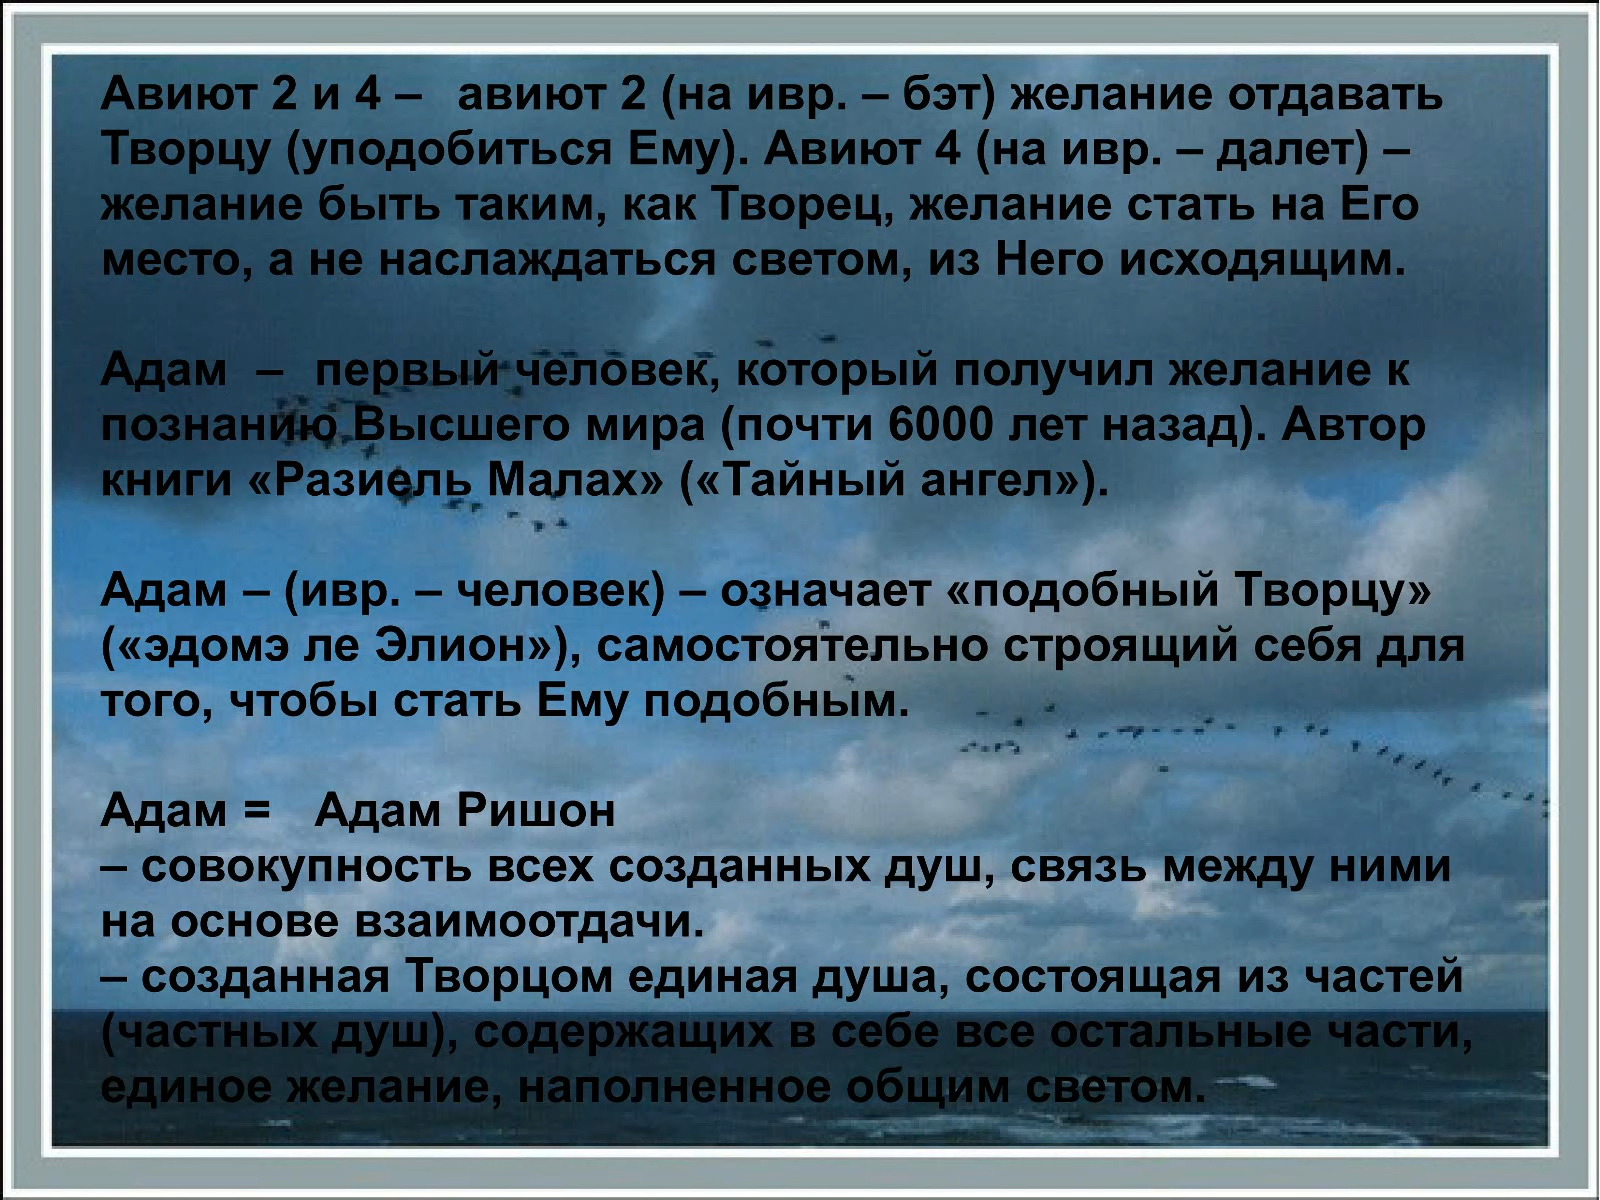 Авиют 2 и 4 – авиют 2 (на ивр. – бэт) желание отдавать
Творцу (уподобиться Ему). Авиют 4 (на ивр. – далет) –
желание быть таким, как Творец, желание стать на Его
место, а не наслаждаться светом, из Него исходящим.
Адам – первый человек, который получил желание к
познанию Высшего мира (почти 6000 лет назад). Автор
книги «Разиель Малах» («Тайный ангел»).
Адам – (ивр. – человек) – означает «подобный Творцу»
(«эдомэ ле Элион»), самостоятельно строящий себя для
того, чтобы стать Ему подобным.
Адам = Адам Ришон
– совокупность всех созданных душ, связь между ними
на основе взаимоотдачи.
– созданная Творцом единая душа, состоящая из частей
(частных душ), содержащих в себе все остальные части,
единое желание, наполненное общим светом.